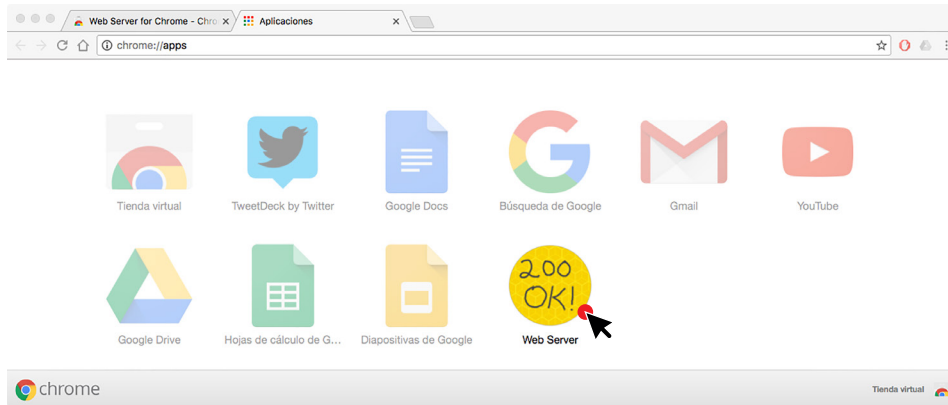 Web Server for Chrome - Chro
Aplicaciones
chrome://apps
Tienda virtual
TweetDeck by Twitter
Google Docs
Búsqueda de Google
Gmail
YouTube
200
OK!
Google Drive
Hojas de cálculo de G...
Diapositivas de Google
Web Server
chrome
Tienda virtual